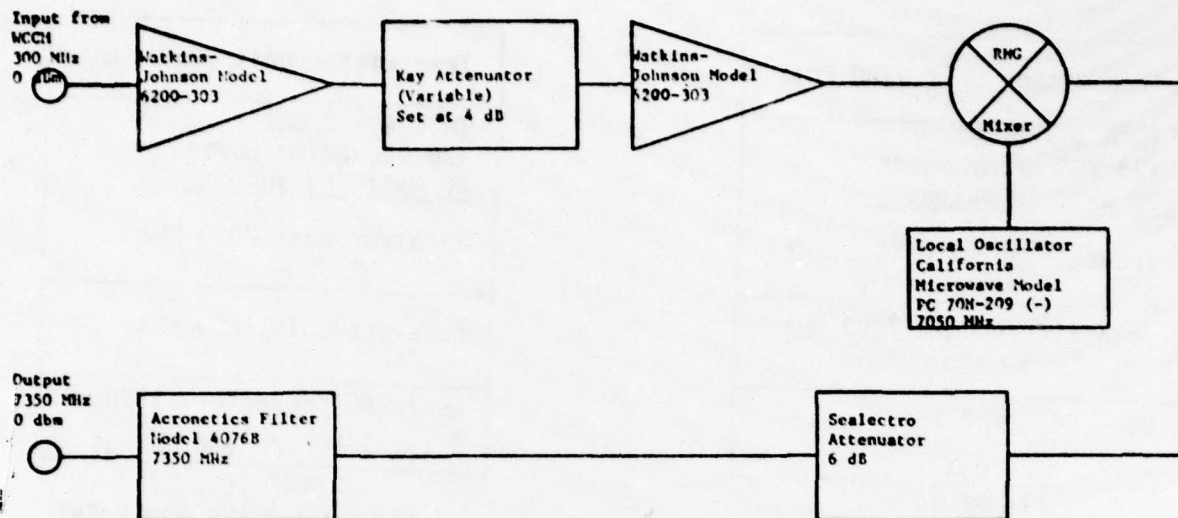 Input from
WCCM
300 MHz
0 dBm
Watkins-
Johnson Model
6200-303
Kay Attenuator
(Variable)
Set at 4 dB
Watkins-
Johnson Model
6200-303
RHG
Mixer
Local Oscillator
California
Microwave Model
PC 70M-209 (-)
7050 MHz
Output
7350 MHz
0 dbm
Acronetics Filter
Model 4076B
7350 MHz
Sealectro
Attenuator
6 dB